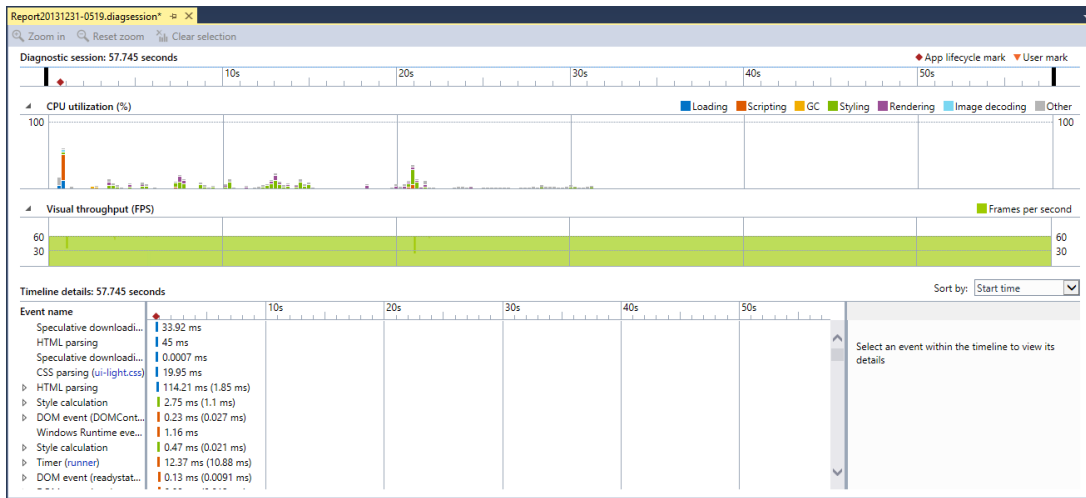 Report20131231-0519.diagsession*
Zoom in Reset zoom Clear selection
Diagnostic session: 57.745 seconds App lifecycle mark User mark
10s 20s 30s 40s 50s
CPU utilization (%) Loading Scripting GC Styling Rendering Image decoding Other
100 100
Visual throughput (FPS) Frames per second
60 60
30 30
Timeline details: 57.745 seconds Sort by: Start time
Event name 10s 20s 30s 40s 50s
Speculative downloadi... 33.92 ms
HTML parsing 45 ms
Select an event within the timeline to view its
details
Speculative downloadi... 0.0007 ms
CSS parsing (ui-light.css) 19.95 ms
HTML parsing 114.21 ms (1.85 ms)
Style calculation 2.75 ms (1.1 ms)
DOM event (DOMCont... 0.23 ms (0.027 ms)
Windows Runtime eve... 1.16 ms
Style calculation 0.47 ms (0.021 ms)
Timer (runner) 12.37 ms (10.88 ms)
DOM event (readystat... 0.13 ms (0.0091 ms)